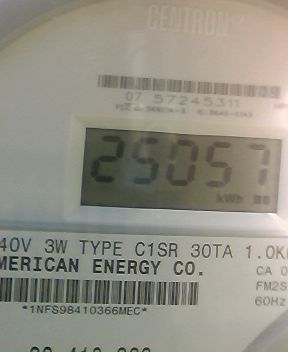 CENTRON
07 57245311
25057
kWh
40V 3W TYPE C1SR 30TA 1.0K
MERICAN ENERGY CO.
CA 0
FM2S
60Hz
*1NFS98410366MEC*